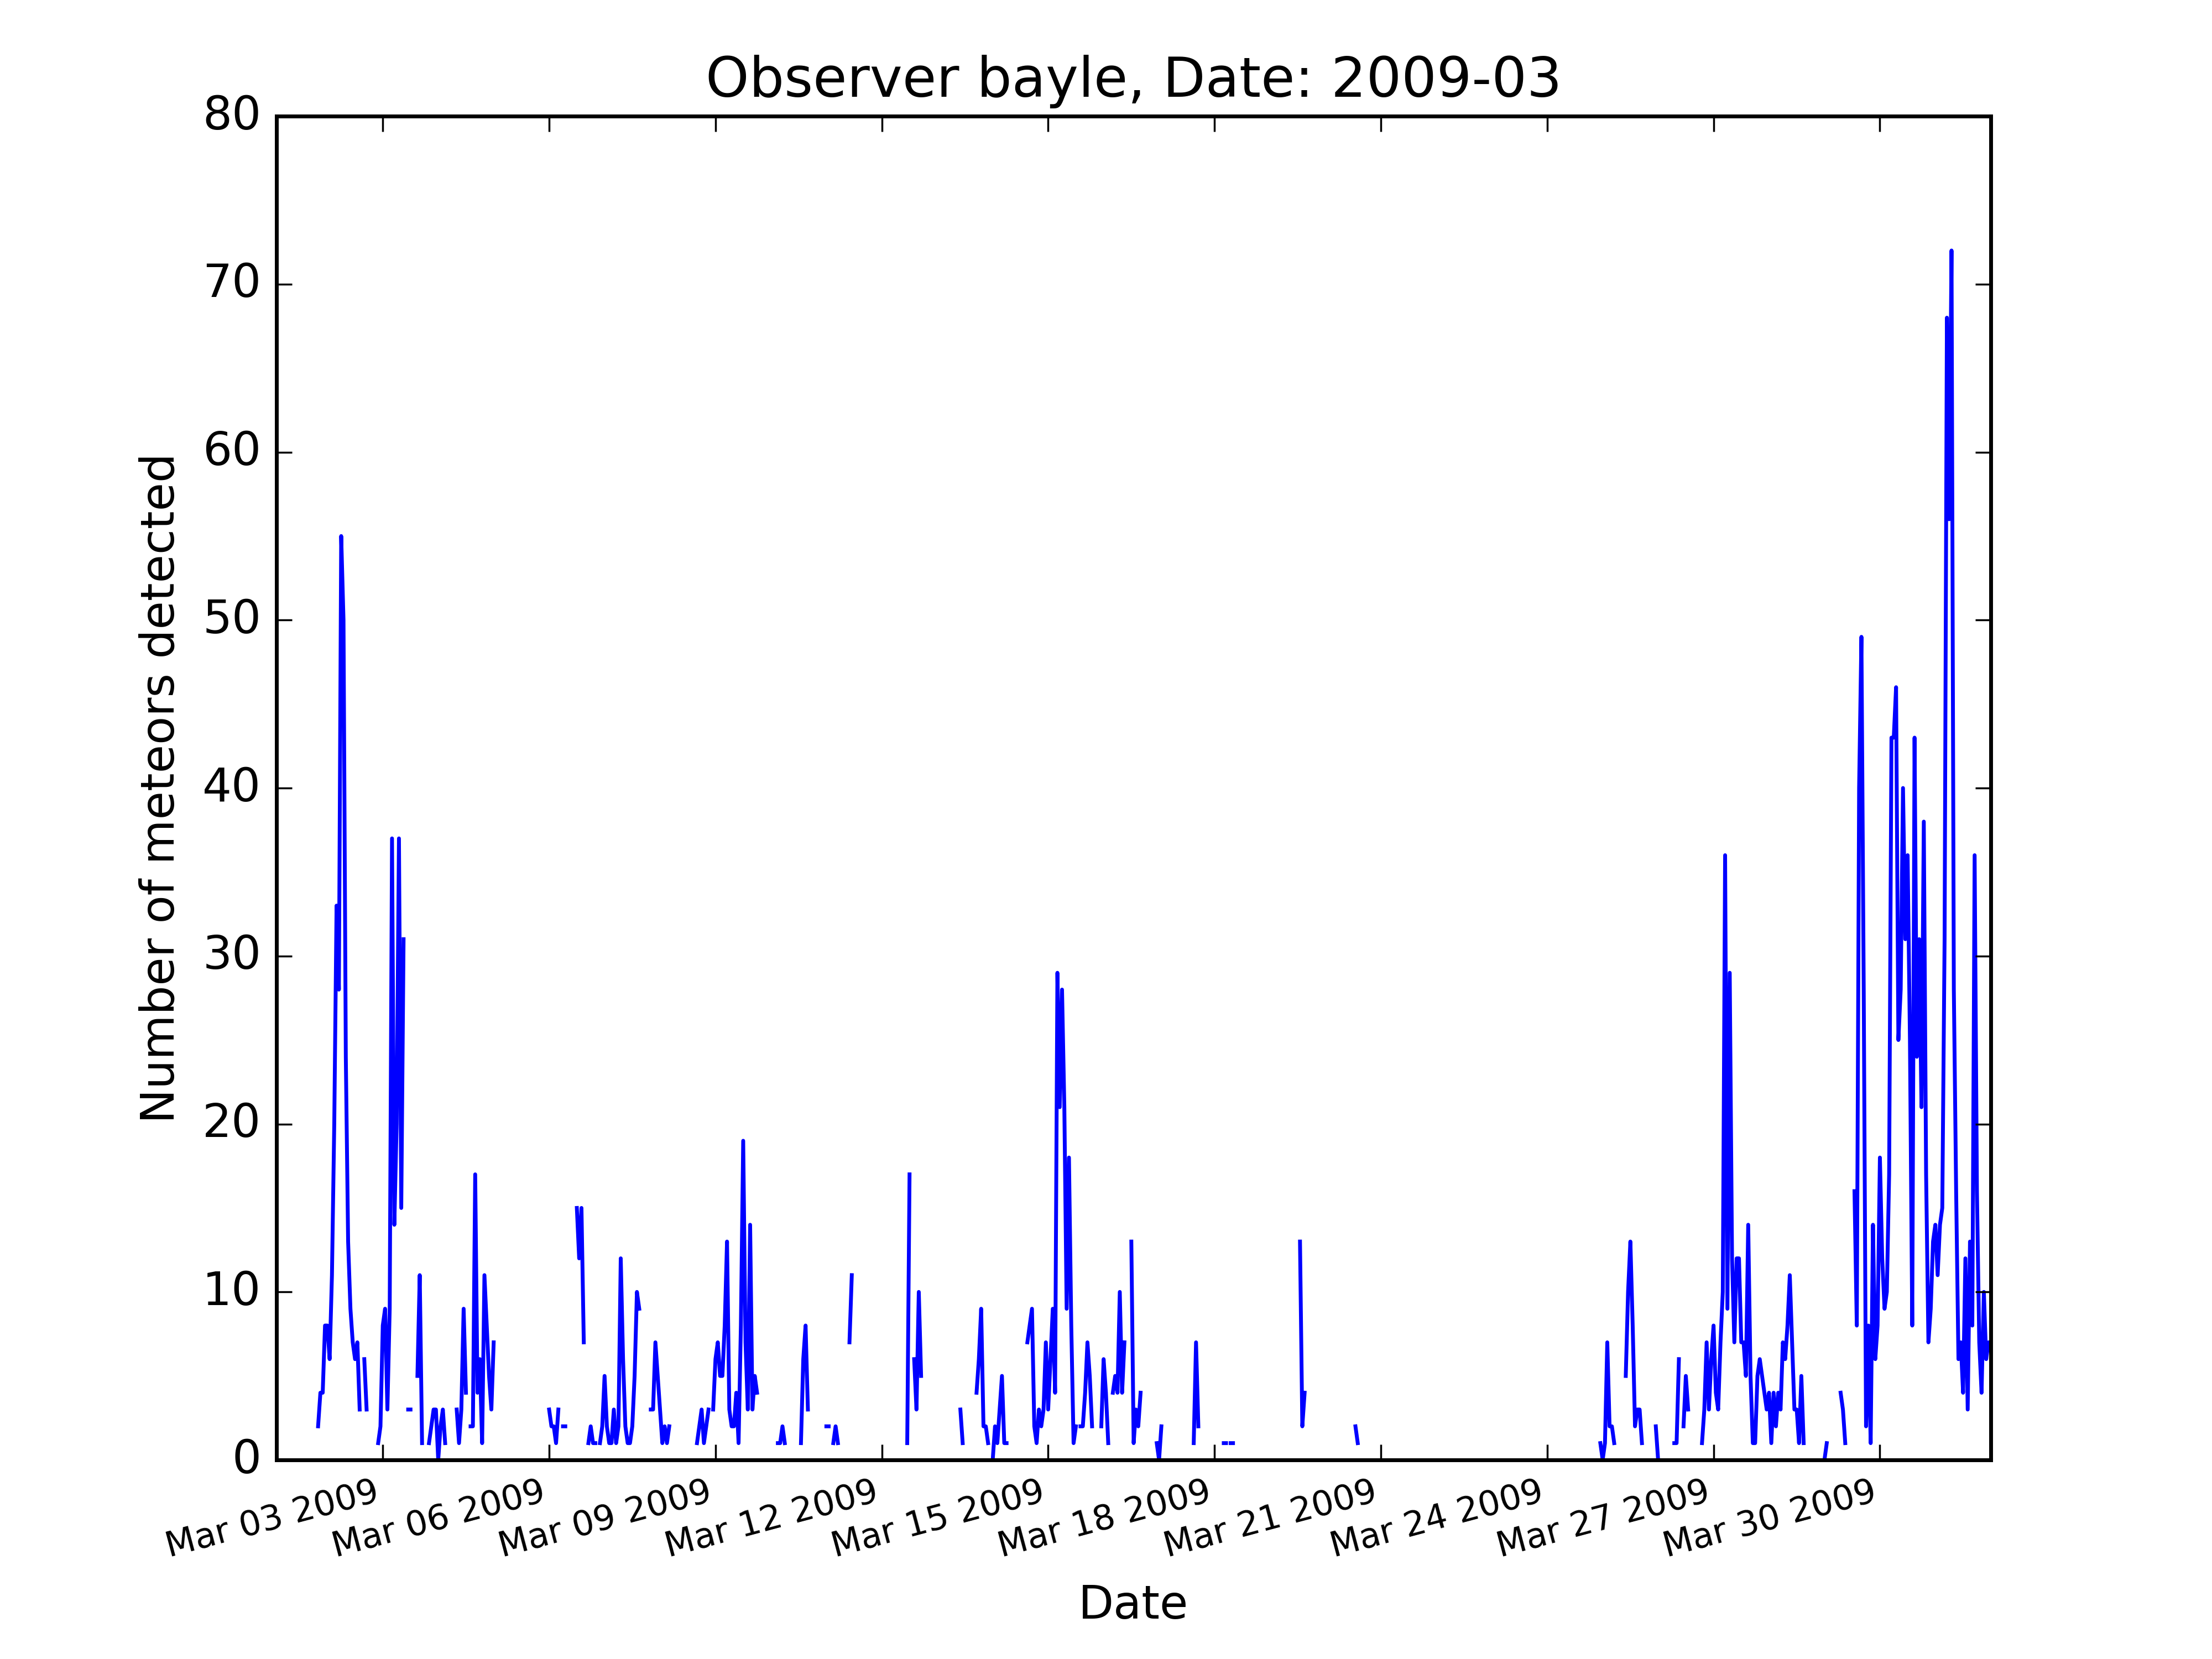 Observer bayle, Date: 2009-03
80
70
60
50
40
30
20
10
0
Number of meteors detected
Mar 03 2009
Mar 06 2009
Mar 09 2009
Mar 12 2009
Mar 15 2009
Mar 18 2009
Mar 21 2009
Mar 24 2009
Mar 27 2009
Mar 30 2009
Date